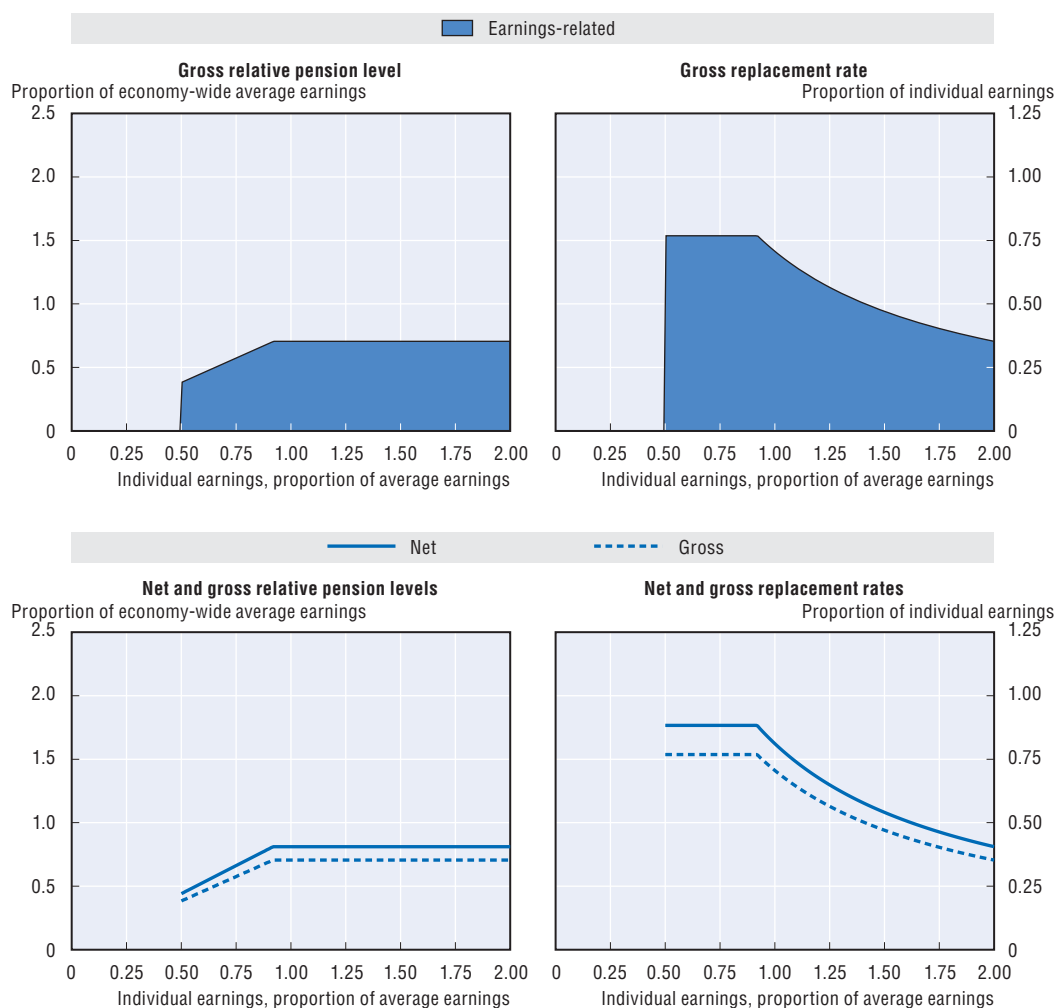 Earnings-related
Gross relative pension level
Proportion of economy-wide average earnings
2.5
2.0
1.5
1.0
0.5
0
0 0.25 0.50 0.75 1.00 1.25 1.50 1.75 2.00
Individual earnings, proportion of average earnings
Gross replacement rate
Proportion of individual earnings
1.25
1.00
0.75
0.50
0.25
0
0 0.25 0.50 0.75 1.00 1.25 1.50 1.75 2.00
Individual earnings, proportion of average earnings
Net Gross
Net and gross relative pension levels
Proportion of economy-wide average earnings
2.5
2.0
1.5
1.0
0.5
0
0 0.25 0.50 0.75 1.00 1.25 1.50 1.75 2.00
Individual earnings, proportion of average earnings
Net and gross replacement rates
Proportion of individual earnings
1.25
1.00
0.75
0.50
0.25
0
0 0.25 0.50 0.75 1.00 1.25 1.50 1.75 2.00
Individual earnings, proportion of average earnings